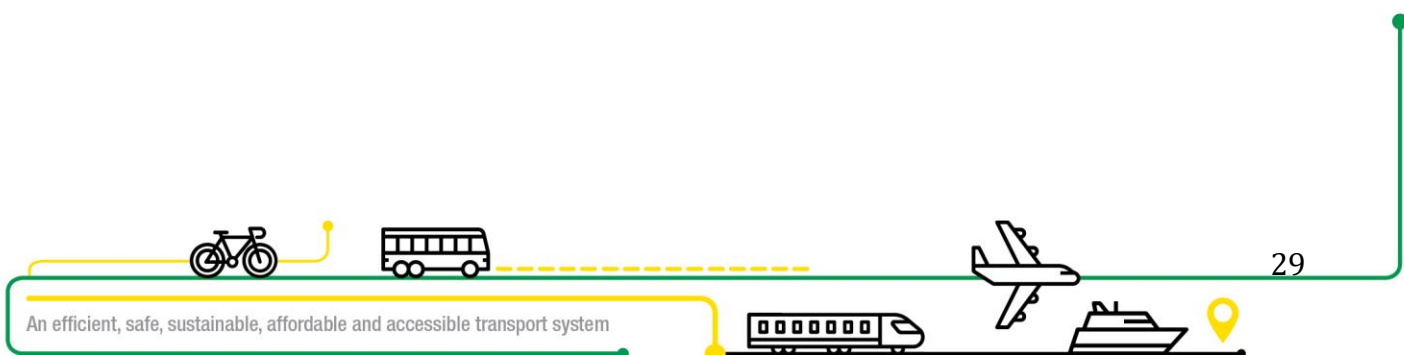 29
An efficient, safe, sustainable, affordable and accessible transport system